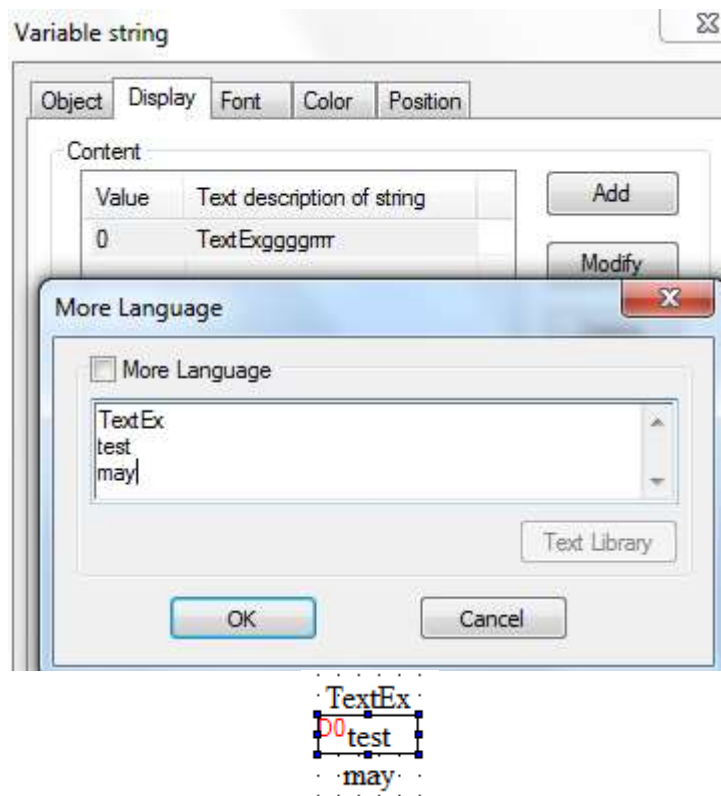 Variable string
Object Display Font Color Position
Content
Value Text description of string Add
0 TextExggggrrrr
Modify
More Language
More Language
TextEx
test
may
Text Library
OK Cancel
TextEx
D0 test
may